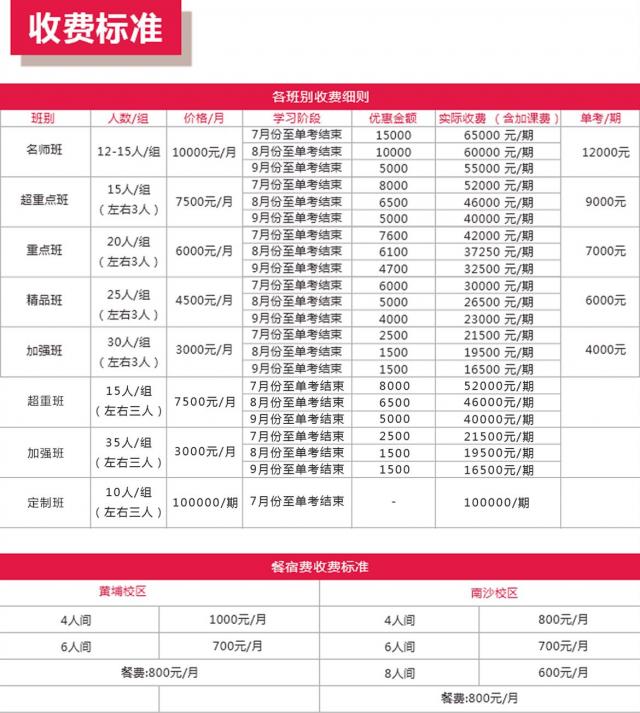 收费标准
各班别收费细则
班别 人数/组 价格/月 学习阶段 优惠金额 实际收费（含加课费） 单考/期
名师班 12-15人/组 10000元/月 7月份至单考结束 15000 65000 元/期 12000元
8月份至单考结束 10000 60000 元/期
9月份至单考结束 5000 55000 元/期
超重点班 15人/组（左右3人） 7500元/月 7月份至单考结束 8000 52000 元/期 9000元
8月份至单考结束 6500 46000 元/期
9月份至单考结束 5000 40000 元/期
重点班 20人/组（左右3人） 6000元/月 7月份至单考结束 7600 42000 元/期 7000元
8月份至单考结束 6100 37250 元/期
9月份至单考结束 4700 32500 元/期
精品班 25人/组（左右3人） 4500元/月 7月份至单考结束 6000 30000 元/期 6000元
8月份至单考结束 5000 26500 元/期
9月份至单考结束 4000 23000 元/期
加强班 30人/组（左右3人） 3000元/月 7月份至单考结束 2500 21500 元/期 4000元
8月份至单考结束 1500 19500 元/期
9月份至单考结束 1500 16500 元/期
超重班 15人/组（左右三人） 7500元/月 7月份至单考结束 8000 52000元/期
8月份至单考结束 6500 46000元/期
9月份至单考结束 5000 40000元/期
加强班 35人/组（左右三人） 3000元/月 7月份至单考结束 2500 21500元/期
8月份至单考结束 1500 19500元/期
9月份至单考结束 1500 16500元/期
定制班 10人/组（左右三人） 100000/期 7月份至单考结束 - 100000/期
餐宿费收费标准
黄埔校区 南沙校区
4人间 1000元/月 4人间 800元/月
6人间 700元/月 6人间 700元/月
餐费:800元/月 8人间 600元/月
餐费:800元/月